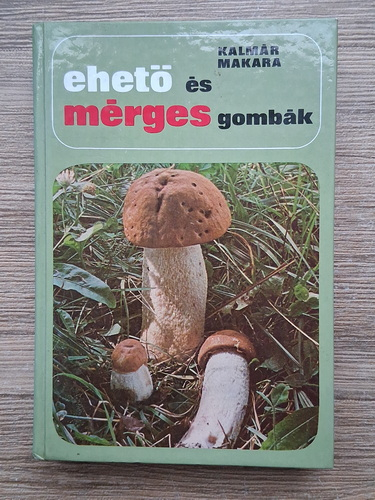 KALMÁR
MAKARA
ehető és
mérges gombák